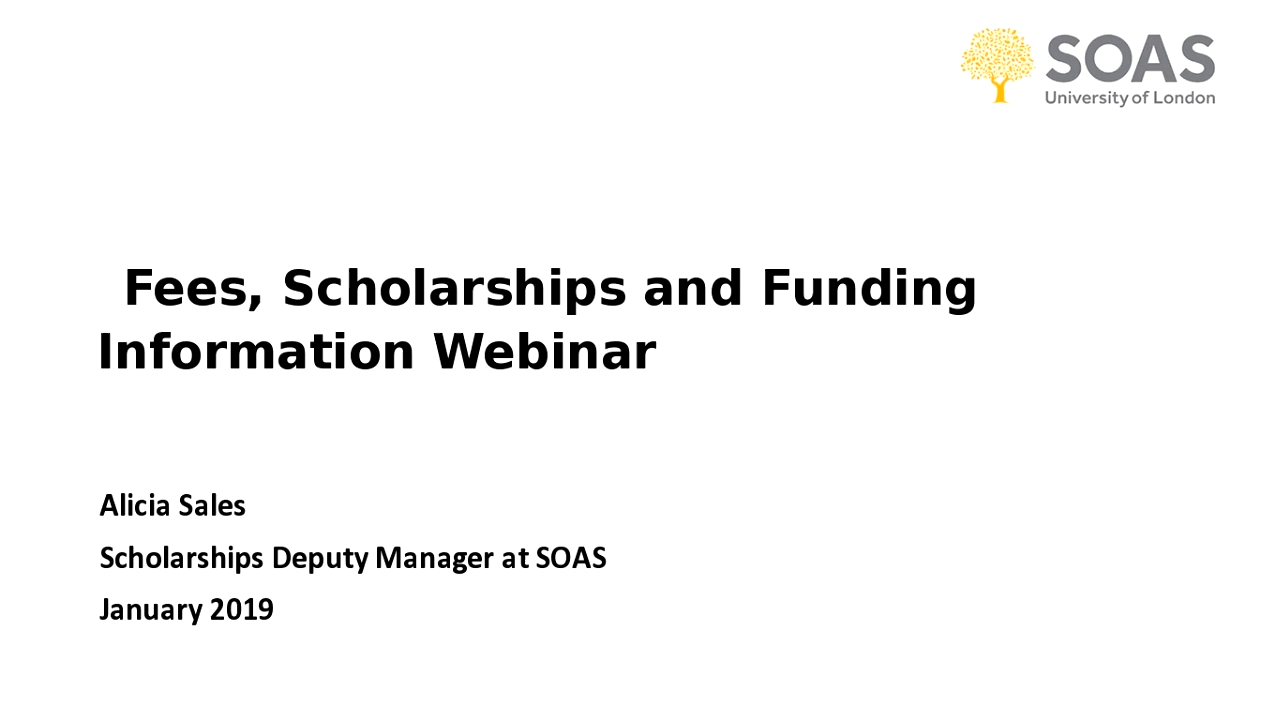 SOAS
University of London
Fees, Scholarships and Funding
Information Webinar
Alicia Sales
Scholarships Deputy Manager at SOAS
January 2019